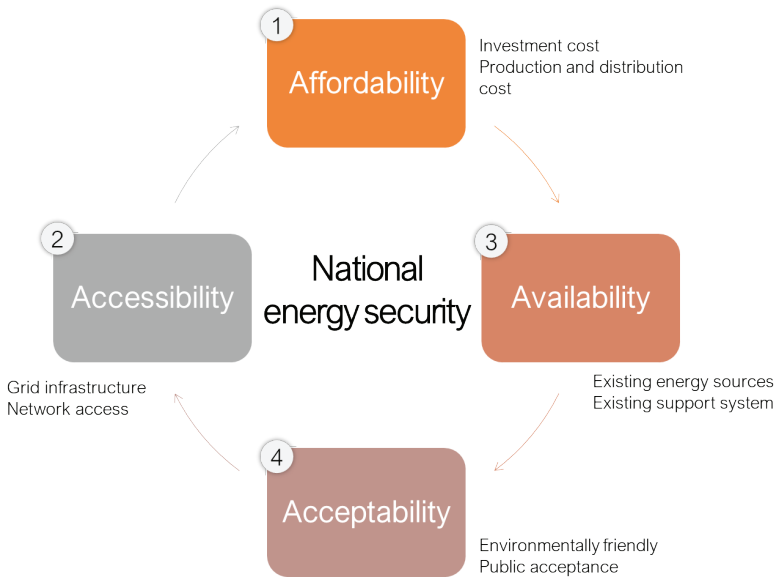 1
Affordability
Investment cost
Production and distribution
cost
2
Accessibility
Grid infrastructure
Network access
National
energy security
3
Availability
Existing energy sources
Existing support system
4
Acceptability
Environmentally friendly
Public acceptance